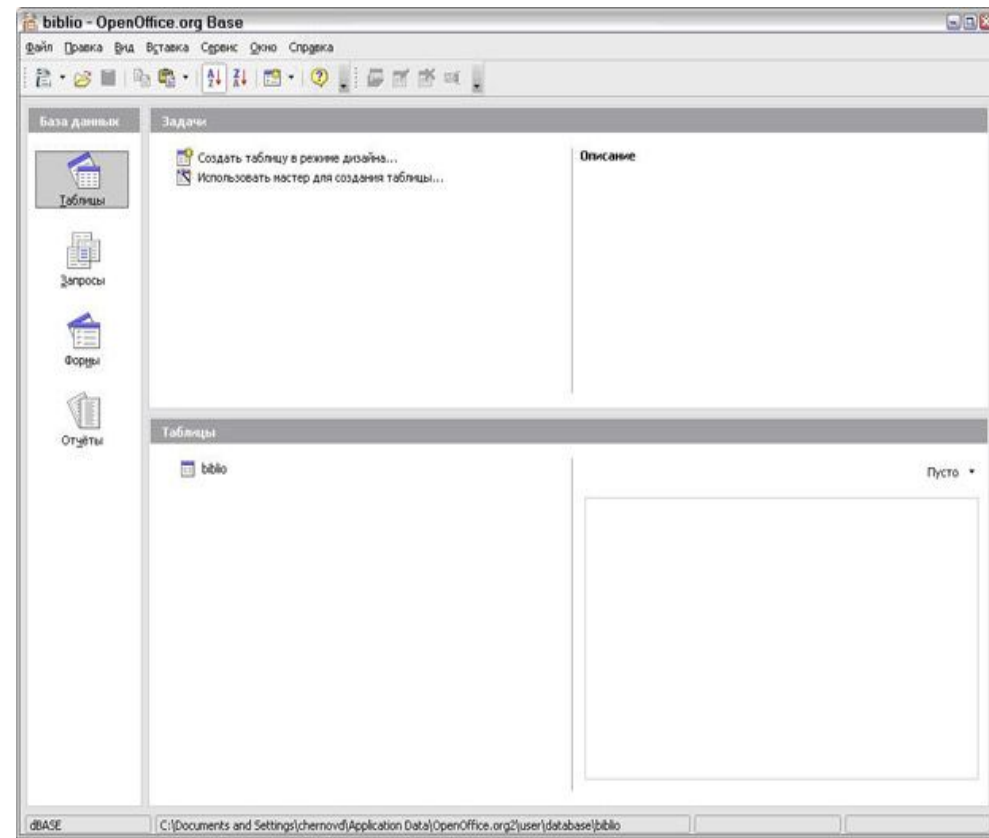 biblio - OpenOffice.org Base
Файл Правка Вид Вставка Сервис Окно Справка
База данных
Задачи
Таблицы
Запросы
Формы
Отчёты
Создать таблицу в режиме дизайна...
Использовать мастер для создания таблицы...
Описание
Таблицы
biblio
Пусто
dBASE
C:\Documents and Settings\chernovd\Application Data\OpenOffice.org2\user\database\biblio